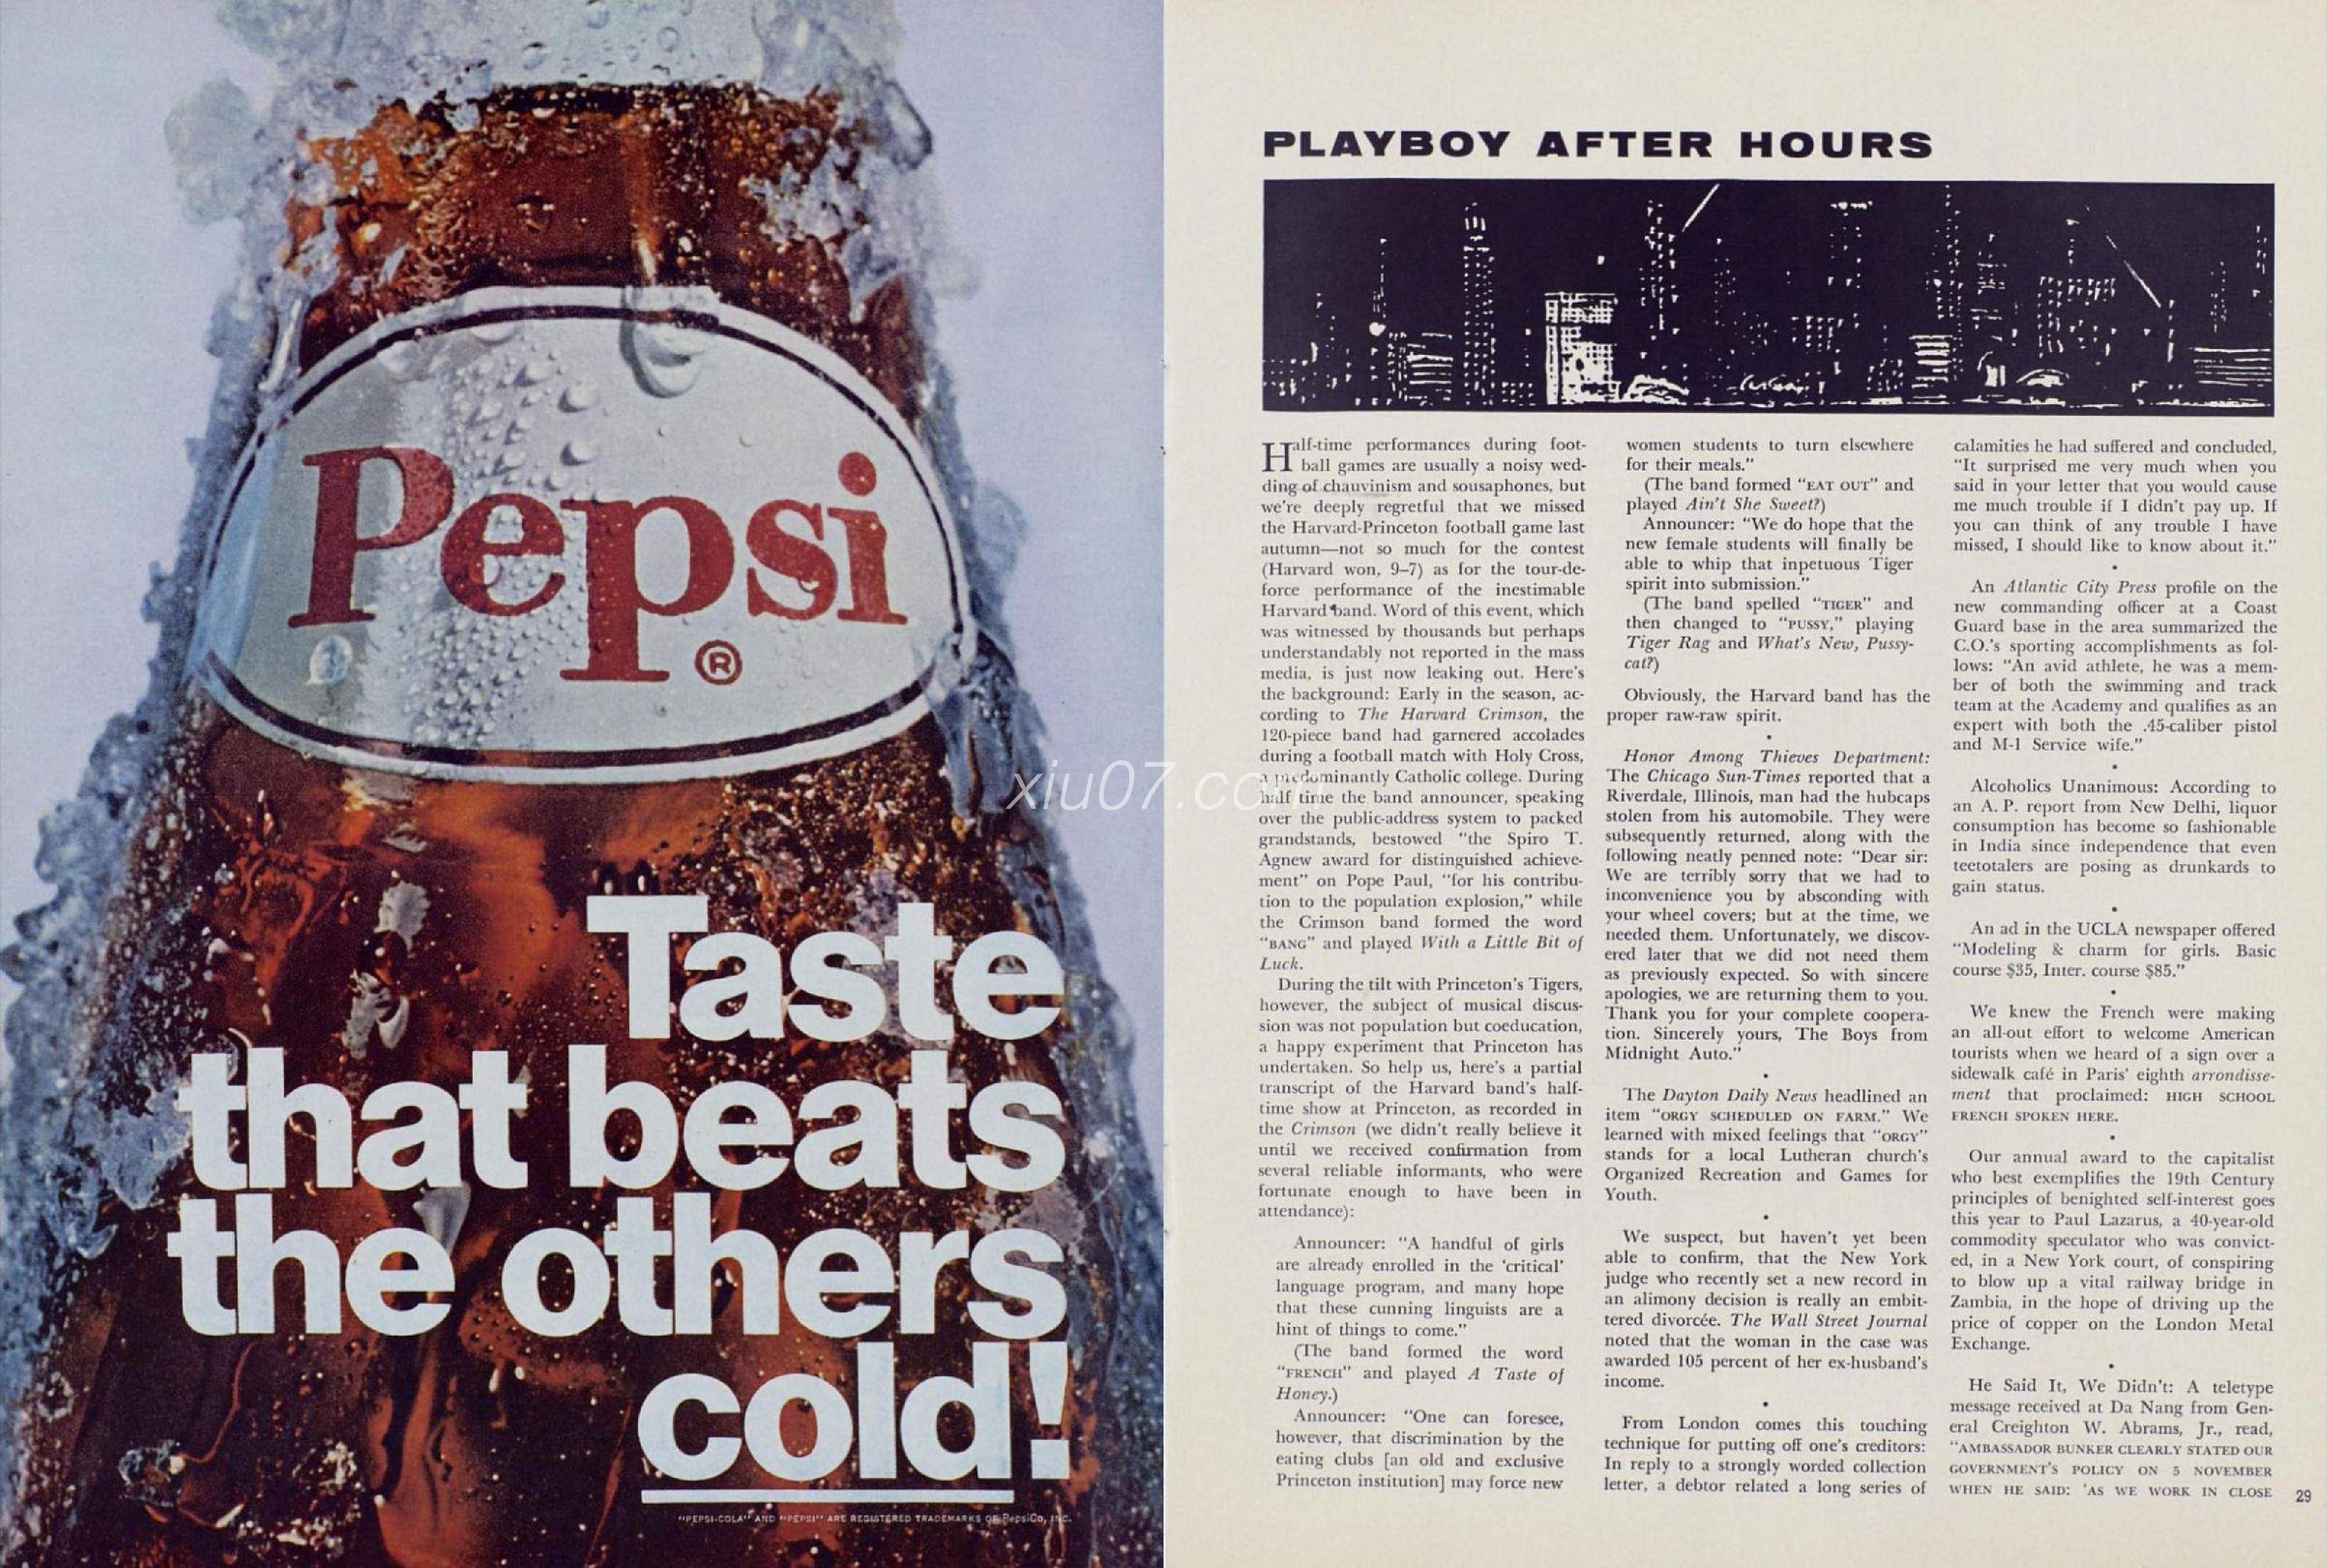 Pepsi
®
Taste
that beats
the others
cold!
"PEPSI-COLA" AND "PEPSI" ARE REGISTERED TRADEMARKS OF PepsiCo, INC.
xiu07.com
PLAYBOY AFTER HOURS
Half-time performances during foot-
ball games are usually a noisy wed-
ding of chauvinism and sousaphones, but
we're deeply regretful that we missed
the Harvard-Princeton football game last
autumn—not so much for the contest
(Harvard won, 9–7) as for the tour-de-
force performance of the inestimable
Harvard band. Word of this event, which
was witnessed by thousands but perhaps
understandably not reported in the mass
media, is just now leaking out. Here's
the background: Early in the season, ac-
cording to The Harvard Crimson, the
120-piece band had garnered accolades
during a football match with Holy Cross,
a predominantly Catholic college. During
half time the band announcer, speaking
over the public-address system to packed
grandstands, bestowed "the Spiro T.
Agnew award for distinguished achieve-
ment" on Pope Paul, "for his contribu-
tion to the population explosion," while
the Crimson band formed the word
"BANG" and played With a Little Bit of
Luck.
During the tilt with Princeton's Tigers,
however, the subject of musical discus-
sion was not population but coeducation,
a happy experiment that Princeton has
undertaken. So help us, here's a partial
transcript of the Harvard band's half-
time show at Princeton, as recorded in
the Crimson (we didn't really believe it
until we received confirmation from
several reliable informants, who were
fortunate enough to have been in
attendance):
Announcer: "A handful of girls
are already enrolled in the 'critical'
language program, and many hope
that these cunning linguists are a
hint of things to come."
(The band formed the word
"FRENCH" and played A Taste of
Honey.)
Announcer: "One can foresee,
however, that discrimination by the
eating clubs [an old and exclusive
Princeton institution] may force new
women students to turn elsewhere
for their meals."
(The band formed "EAT OUT" and
played Ain't She Sweet?)
Announcer: "We do hope that the
new female students will finally be
able to whip that inpetuous Tiger
spirit into submission."
(The band spelled "TIGER" and
then changed to "PUSSY," playing
Tiger Rag and What's New, Pussy-
cat?)
Obviously, the Harvard band has the
proper raw-raw spirit.
•
Honor Among Thieves Department:
The Chicago Sun-Times reported that a
Riverdale, Illinois, man had the hubcaps
stolen from his automobile. They were
subsequently returned, along with the
following neatly penned note: "Dear sir:
We are terribly sorry that we had to
inconvenience you by absconding with
your wheel covers; but at the time, we
needed them. Unfortunately, we discov-
ered later that we did not need them
as previously expected. So with sincere
apologies, we are returning them to you.
Thank you for your complete coopera-
tion. Sincerely yours, The Boys from
Midnight Auto."
•
The Dayton Daily News headlined an
item "ORGY SCHEDULED ON FARM." We
learned with mixed feelings that "ORGY"
stands for a local Lutheran church's
Organized Recreation and Games for
Youth.
•
We suspect, but haven't yet been
able to confirm, that the New York
judge who recently set a new record in
an alimony decision is really an embit-
tered divorcée. The Wall Street Journal
noted that the woman in the case was
awarded 105 percent of her ex-husband's
income.
•
From London comes this touching
technique for putting off one's creditors:
In reply to a strongly worded collection
letter, a debtor related a long series of
calamities he had suffered and concluded,
"It surprised me very much when you
said in your letter that you would cause
me much trouble if I didn't pay up. If
you can think of any trouble I have
missed, I should like to know about it."
•
An Atlantic City Press profile on the
new commanding officer at a Coast
Guard base in the area summarized the
C.O.'s sporting accomplishments as fol-
lows: "An avid athlete, he was a mem-
ber of both the swimming and track
team at the Academy and qualifies as an
expert with both the .45-caliber pistol
and M-1 Service wife."
•
Alcoholics Unanimous: According to
an A. P. report from New Delhi, liquor
consumption has become so fashionable
in India since independence that even
teetotalers are posing as drunkards to
gain status.
•
An ad in the UCLA newspaper offered
"Modeling & charm for girls. Basic
course $35, Inter. course $85."
•
We knew the French were making
an all-out effort to welcome American
tourists when we heard of a sign over a
sidewalk café in Paris' eighth arrondisse-
ment that proclaimed: HIGH SCHOOL
FRENCH SPOKEN HERE.
•
Our annual award to the capitalist
who best exemplifies the 19th Century
principles of benighted self-interest goes
this year to Paul Lazarus, a 40-year-old
commodity speculator who was convict-
ed, in a New York court, of conspiring
to blow up a vital railway bridge in
Zambia, in the hope of driving up the
price of copper on the London Metal
Exchange.
•
He Said It, We Didn't: A teletype
message received at Da Nang from Gen-
eral Creighton W. Abrams, Jr., read,
"AMBASSADOR BUNKER CLEARLY STATED OUR
GOVERNMENT'S POLICY ON 5 NOVEMBER
WHEN HE SAID: 'AS WE WORK IN CLOSE
29